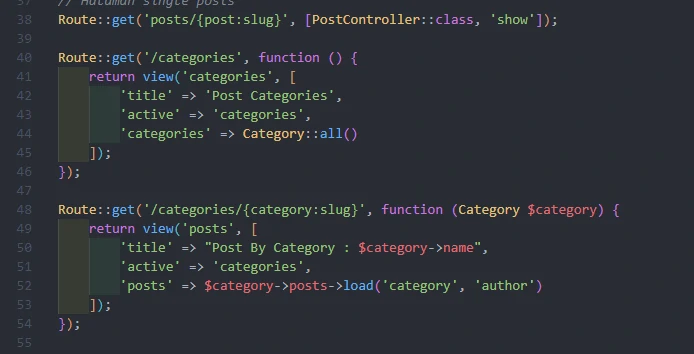 37 // Halaman single posts
38 Route::get('posts/{post:slug}', [PostController::class, 'show']);
39
40 Route::get('/categories', function () {
41     return view('categories', [
42         'title' => 'Post Categories',
43         'active' => 'categories',
44         'categories' => Category::all()
45     ]);
46 });
47
48 Route::get('/categories/{category:slug}', function (Category $category) {
49     return view('posts', [
50         'title' => "Post By Category : $category->name",
51         'active' => 'categories',
52         'posts' => $category->posts->load('category', 'author')
53     ]);
54 });
55